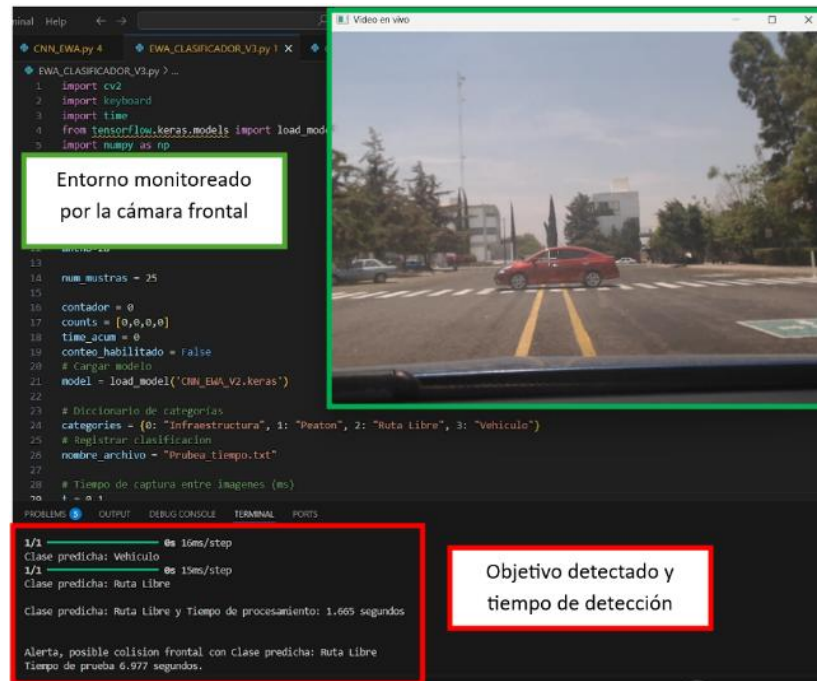 minal Help
Video en vivo
CNN_EWA.py 4
EWA_CLASIFICADOR_V3.py 1
EWA_CLASIFICADOR_V3.py > ...
1 import cv2
2 import keyboard
3 import time
4 from tensorflow.keras.models import load_mode
5 import numpy as np
Entorno monitoreado
por la cámara frontal
13
14 num_mustras = 25
15
16 contador = 0
17 counts = [0,0,0,0]
18 time_acum = 0
19 conteo_habilitado = False
20 # Cargar modelo
21 model = load_model('CNN_EWA_V2.keras')
22
23 # Diccionario de categorías
24 categories = {0: "Infraestructura", 1: "Peaton", 2: "Ruta Libre", 3: "Vehiculo"}
25 # Registrar clasificacion
26 nombre_archivo = "Prubea_tiempo.txt"
27
28 # Tiempo de captura entre imagenes (ms)
29 t = 0.1
PROBLEMS 5 OUTPUT DEBUG CONSOLE TERMINAL PORTS
1/1 0s 16ms/step
Clase predicha: Vehiculo
1/1 0s 15ms/step
Clase predicha: Ruta Libre
Clase predicha: Ruta Libre y Tiempo de procesamiento: 1.665 segundos
Alerta, posible colision frontal con Clase predicha: Ruta Libre
Tiempo de prueba 6.977 segundos.
Objetivo detectado y
tiempo de detección